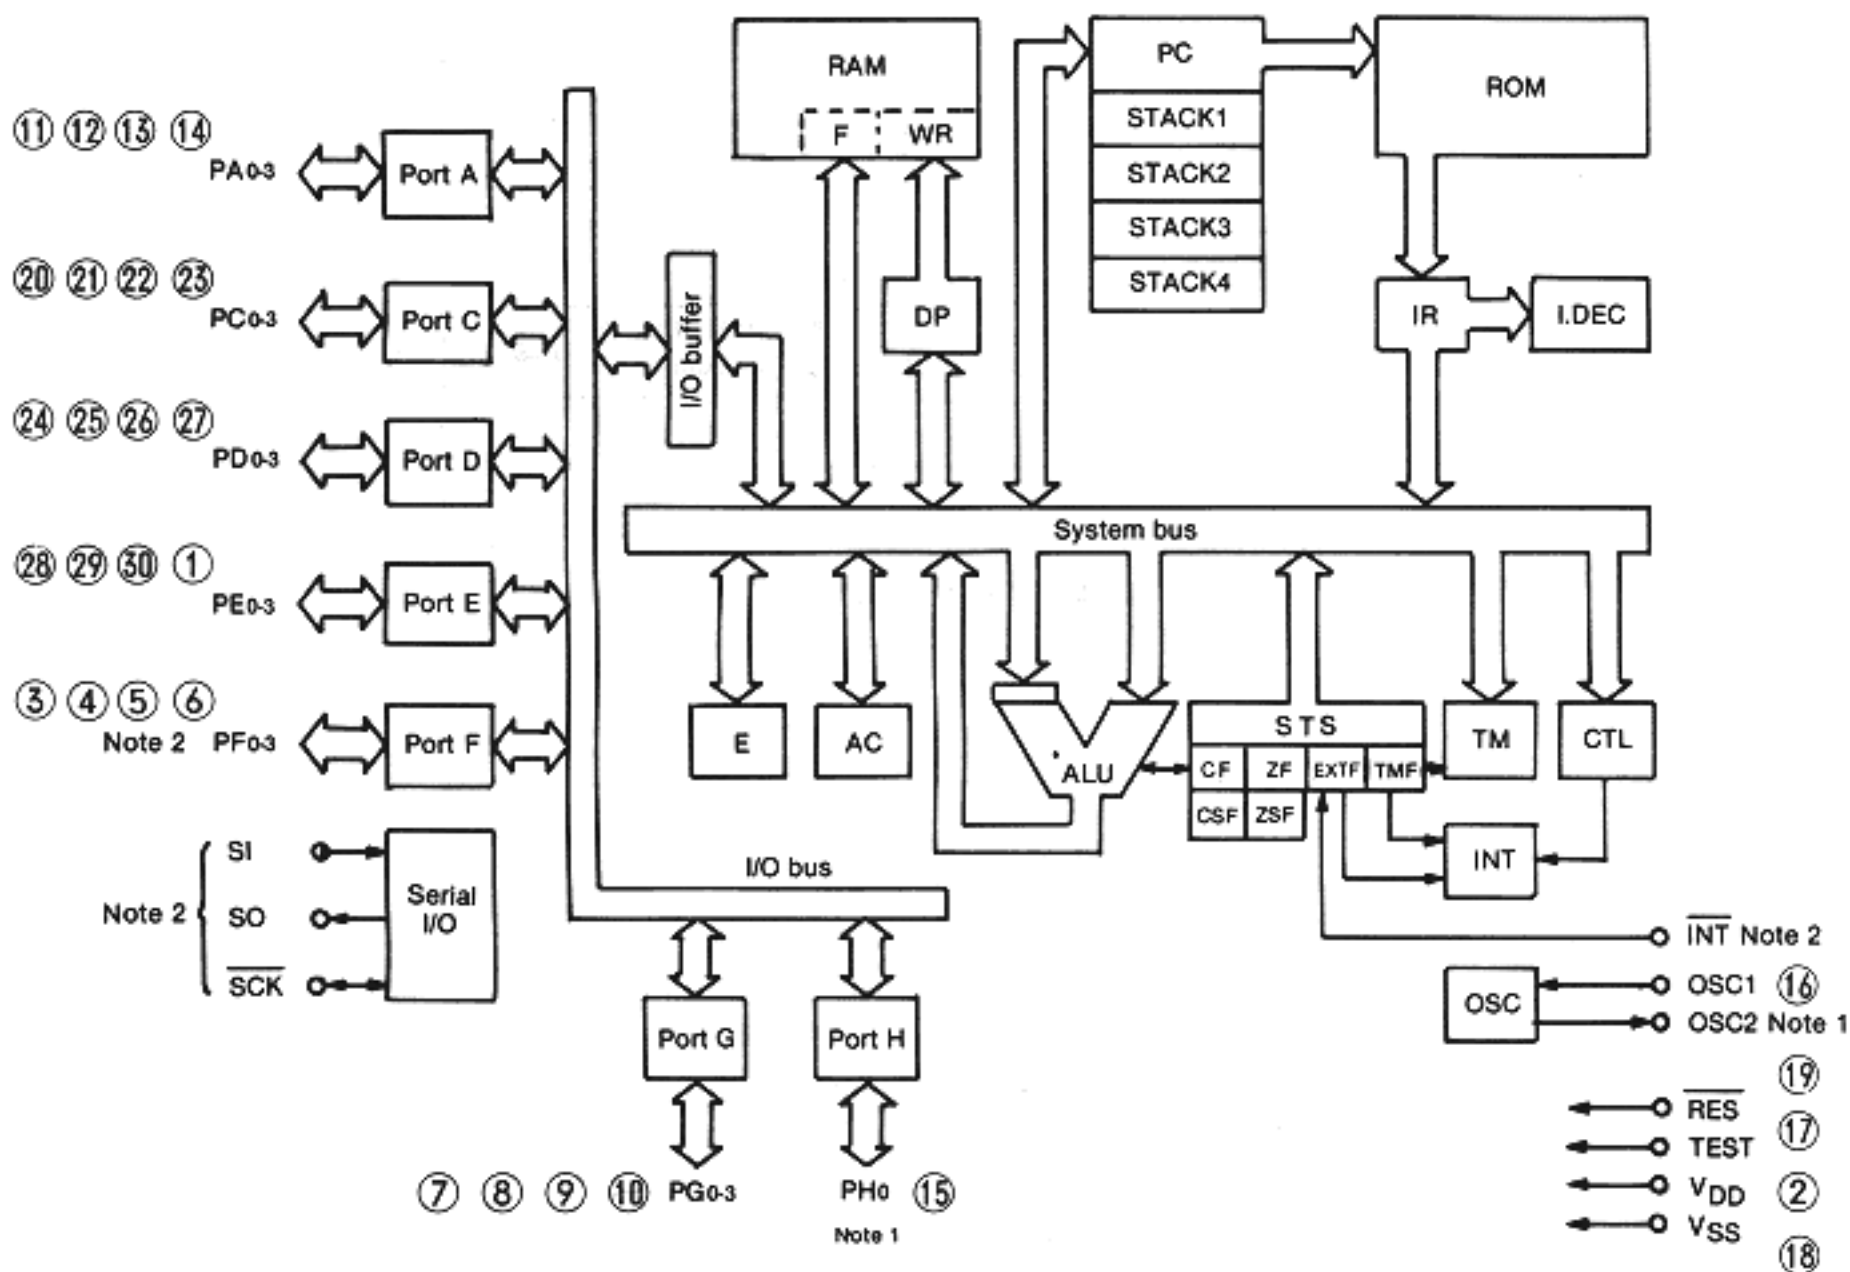 RAM
F
WR
PC
STACK1
STACK2
STACK3
STACK4
ROM
DP
IR
I.DEC
I/O buffer
11 12 13 14
PA0-3
Port A
20 21 22 23
PC0-3
Port C
24 25 26 27
PD0-3
Port D
28 29 30 1
PE0-3
Port E
3 4 5 6
Note 2 PF0-3
Port F
System bus
E
AC
ALU
STS
CF ZF EXTF TMF
CSF ZSF
TM
CTL
INT
Note 2
SI
SO
SCK
Serial
I/O
I/O bus
INT Note 2
OSC
OSC1 16
OSC2 Note 1
Port G
Port H
19
RES
17
TEST
VDD 2
VSS
18
7 8 9 10 PG0-3
PH0 15
Note 1